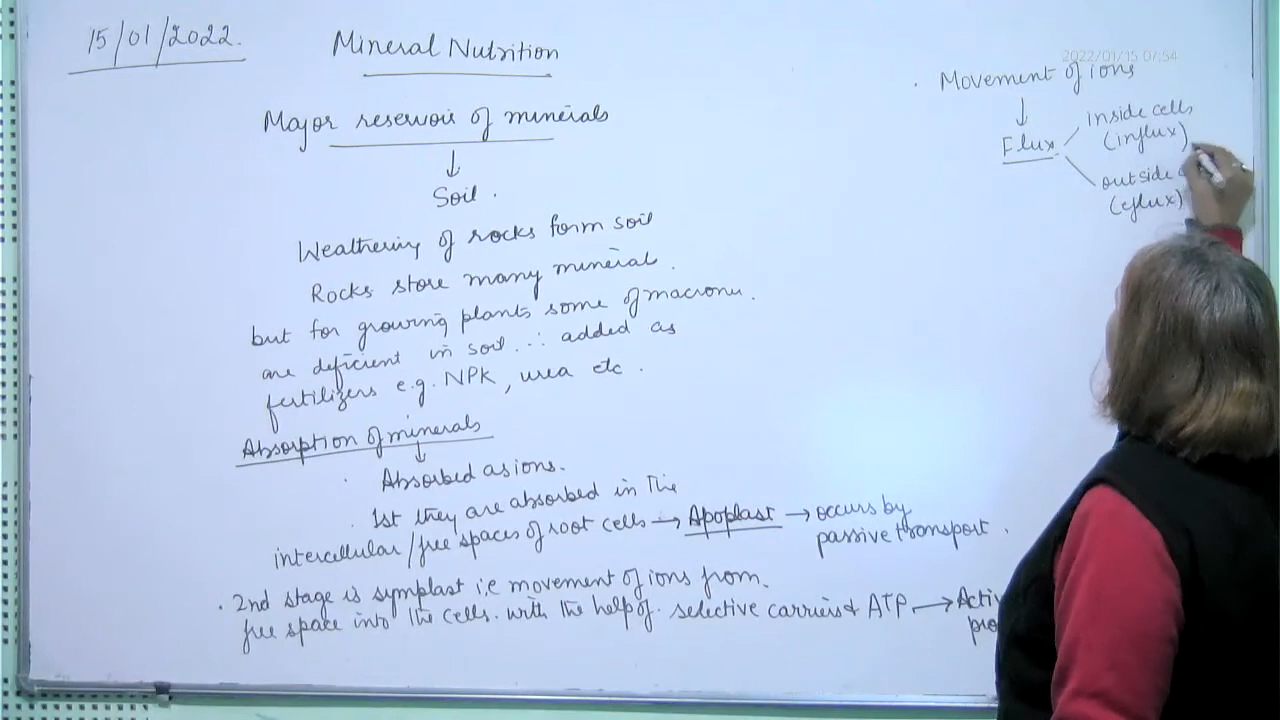 15/01/2022.
Mineral Nutrition
Major reservoir of minerals
↓
Soil.
Weathering of rocks form soil
Rocks store many mineral.
but for growing plants some of macronu.
are deficient in soil. ∴ added as
fertilizers e.g. NPK, urea etc.
Absorption of minerals
↓
. Absorbed as ions.
. 1st they are absorbed in the
intercellular/free spaces of root cells → Apoplast → occurs by
passive transport.
. 2nd stage is symplast i.e movement of ions from.
free space into the cells. with the help of. selective carriers & ATP →
2022/01/15 07:54
. Movement of ions
↓
Flux
inside cells
(influx)
outside
(eflux)